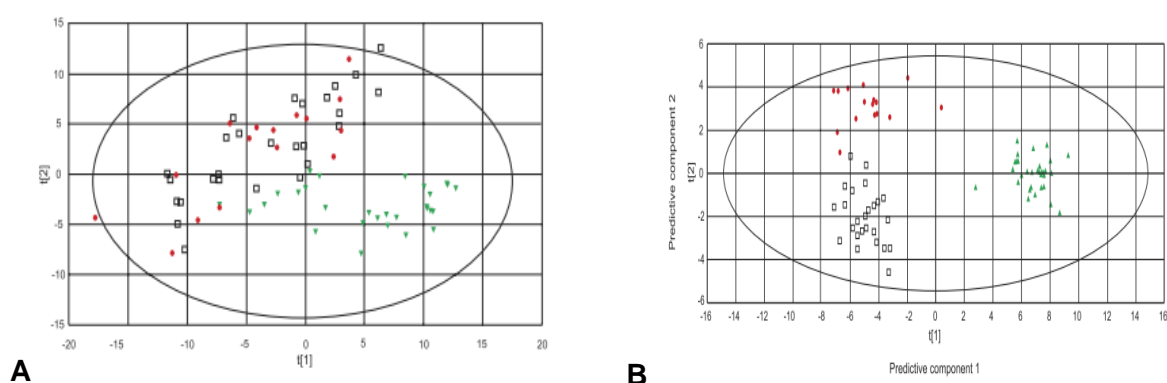 15
10
5
0
-5
-10
-15
t[2]
-20 -15 -10 -5 0 5 10 15 20
t[1]
A
6
4
2
0
-2
-4
-6
Predictive component 2
t[2]
-16 -14 -12 -10 -8 -6 -4 -2 0 2 4 6 8 10 12 14 16
t[1]
Predictive component 1
B